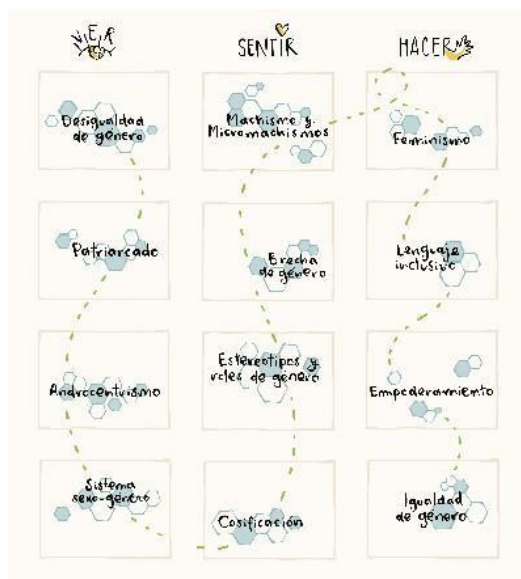 VER
SENTIR
HACER
Desigualdad
de género
Machismo y
Micromachismos
Feminismo
Patriarcado
Brecha
de género
Lenguaje
inclusivo
Androcentrismo
Estereotipos y
roles de género
Empoderamiento
Sistema
sexo-género
Cosificación
Igualdad
de género